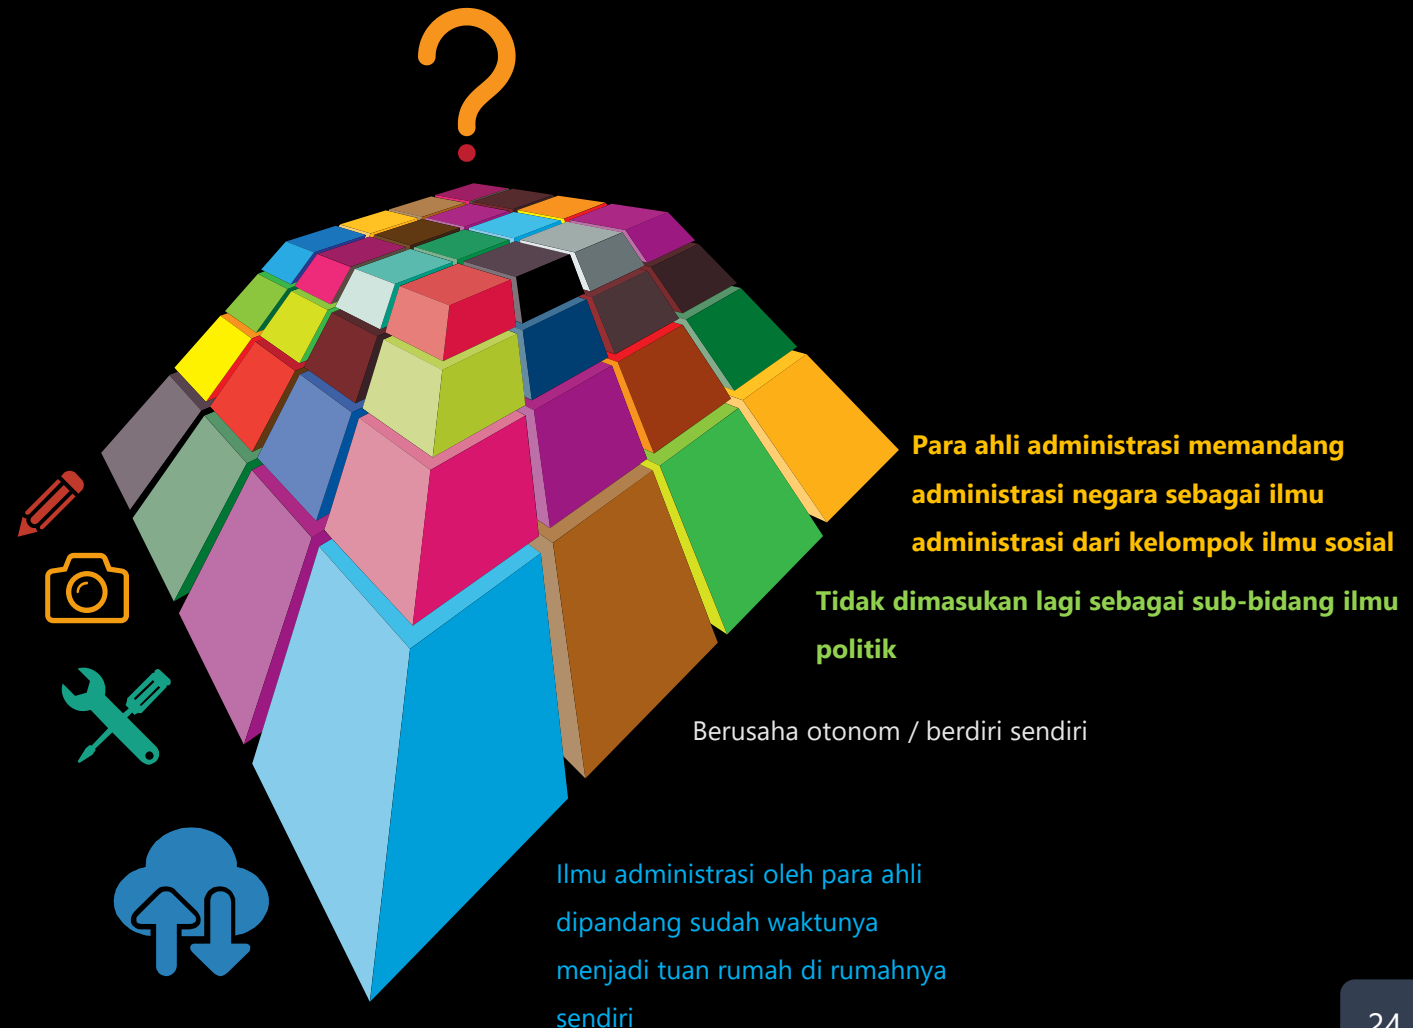 ?
Para ahli administrasi memandang
administrasi negara sebagai ilmu
administrasi dari kelompok ilmu sosial
Tidak dimasukan lagi sebagai sub-bidang ilmu
politik
Berusaha otonom / berdiri sendiri
Ilmu administrasi oleh para ahli
dipandang sudah waktunya
menjadi tuan rumah di rumahnya
sendiri
24